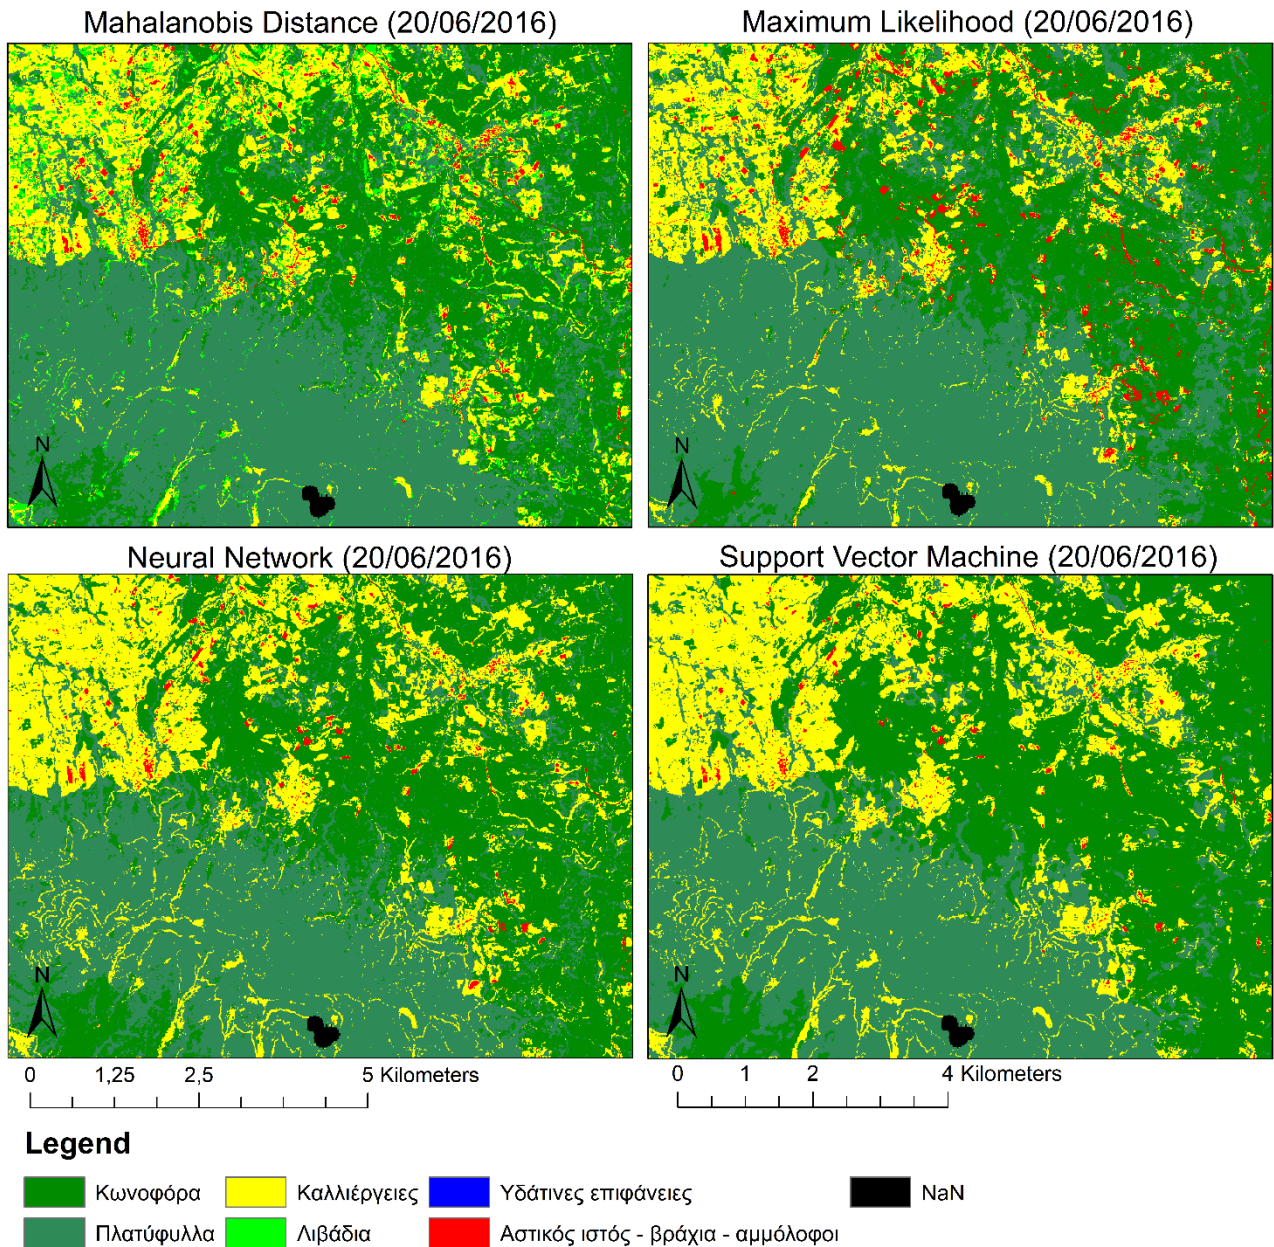 Mahalanobis Distance (20/06/2016)
Maximum Likelihood (20/06/2016)
N
N
Neural Network (20/06/2016)
Support Vector Machine (20/06/2016)
N
N
0 1,25 2,5 5 Kilometers
0 1 2 4 Kilometers
Legend
Κωνοφόρα
Καλλιέργειες
Υδάτινες επιφάνειες
NaN
Πλατύφυλλα
Λιβάδια
Αστικός ιστός - βράχια - αμμόλοφοι